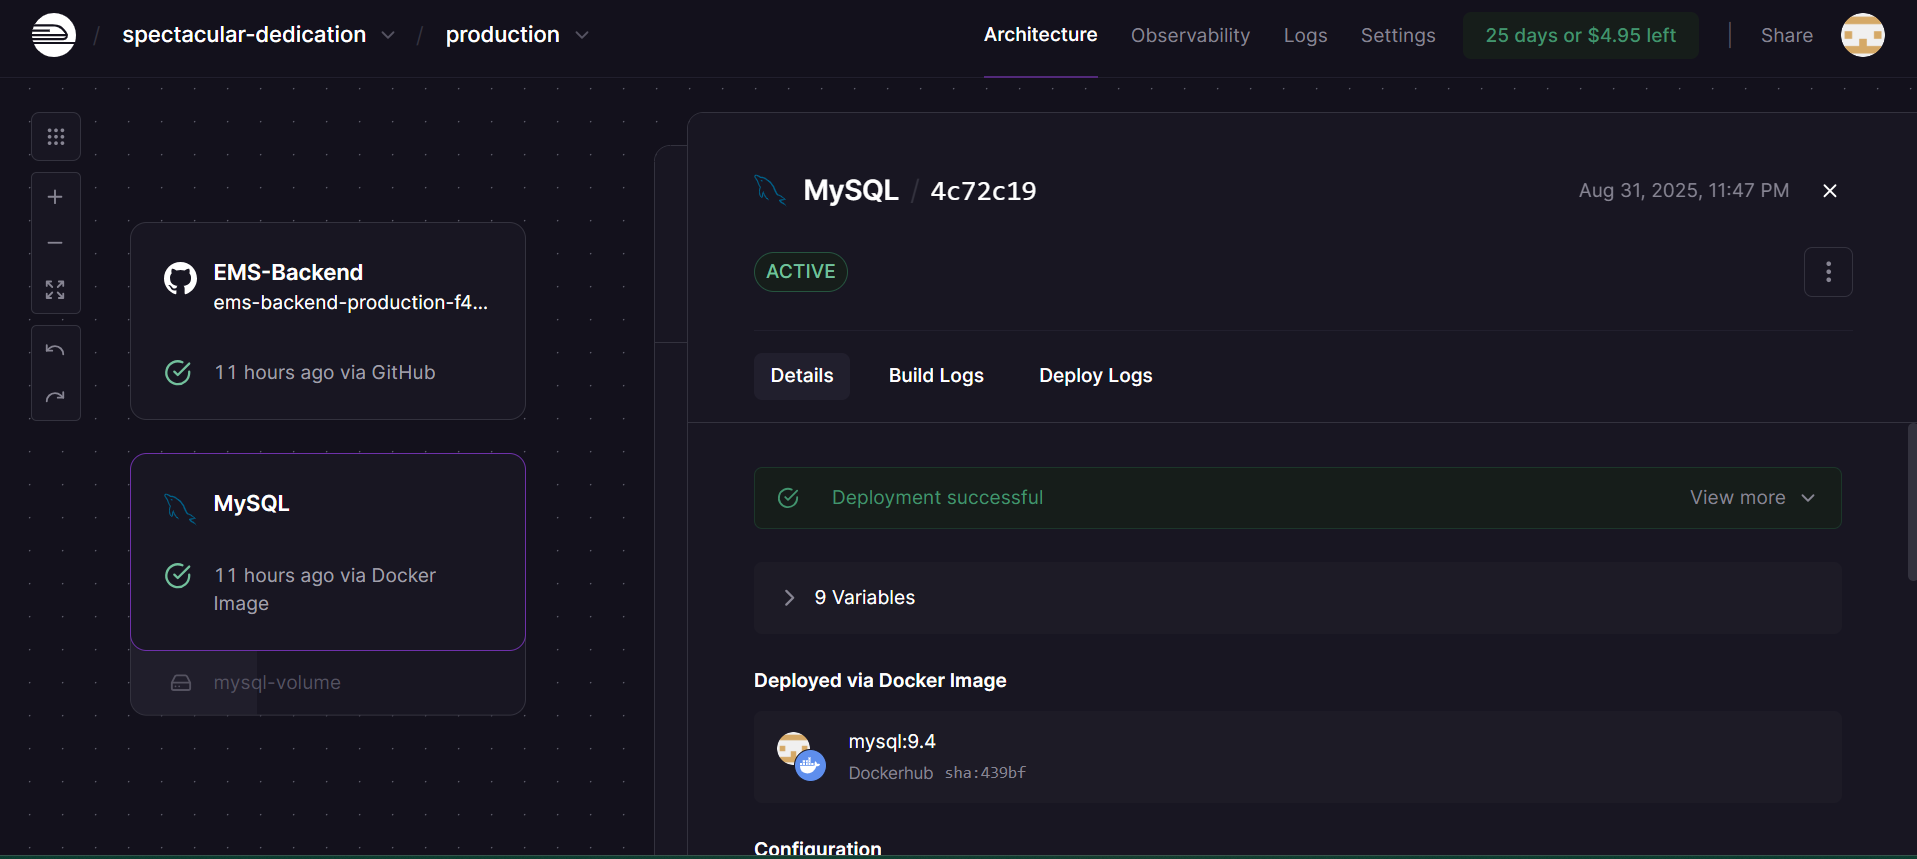 / spectacular-dedication / production
Architecture Observability Logs Settings 25 days or $4.95 left Share
EMS-Backend
ems-backend-production-f4...
11 hours ago via GitHub
MySQL
11 hours ago via Docker
Image
mysql-volume
MySQL / 4c72c19
Aug 31, 2025, 11:47 PM
ACTIVE
Details Build Logs Deploy Logs
Deployment successful View more
9 Variables
Deployed via Docker Image
mysql:9.4
Dockerhub sha:439bf
Configuration